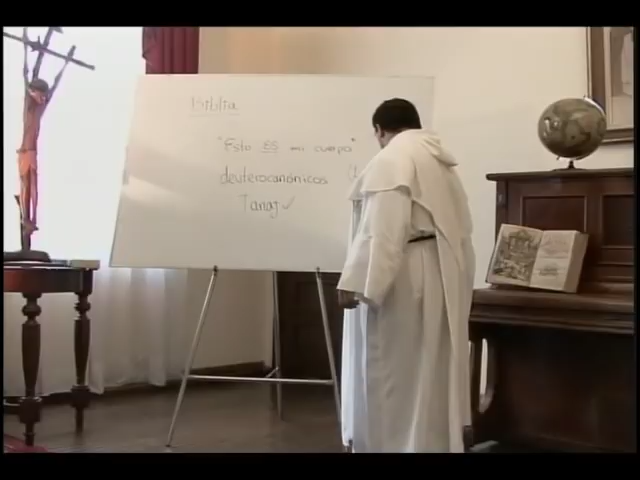 Biblia
"Esto es mi cuerpo"
deuterocanónicos
Tanaj ✓